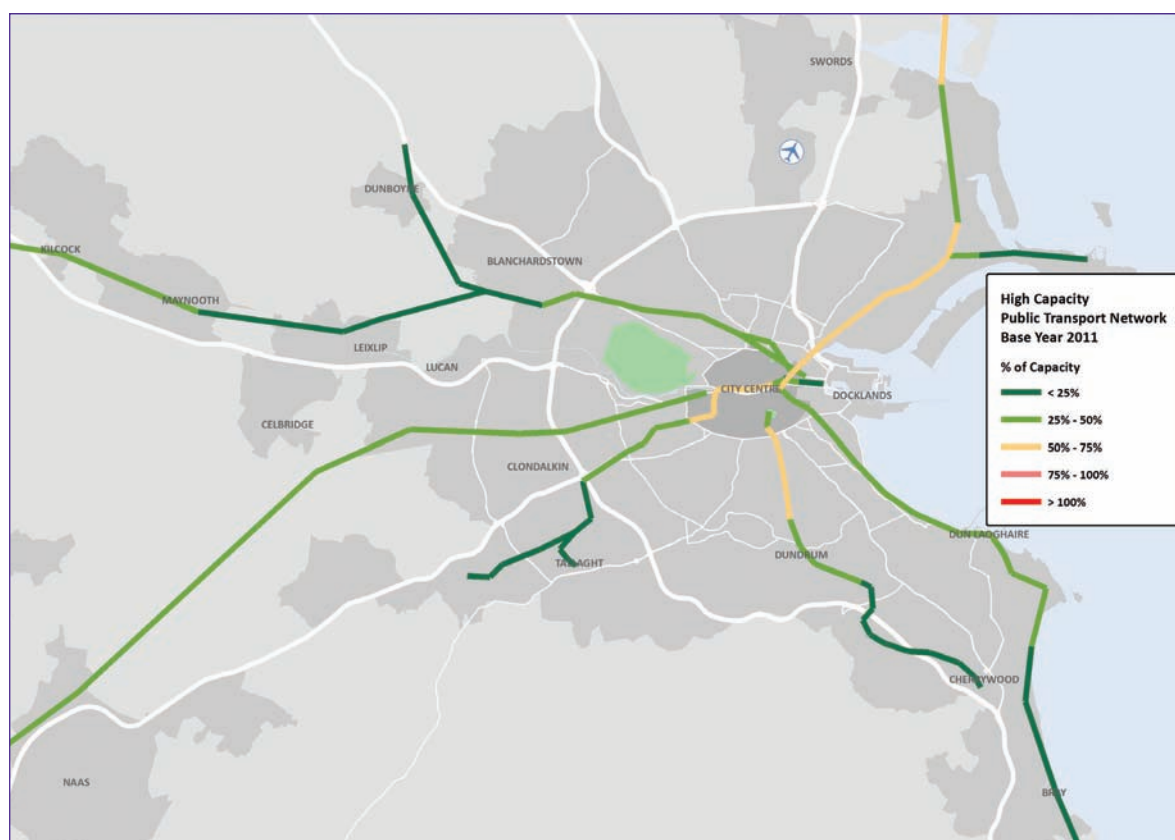 SWORDS
DUNBOYNE
KILCOCK
BLANCHARDSTOWN
MAYNOOTH
LEIXLIP
LUCAN
CITY CENTRE
DOCKLANDS
CELBRIDGE
CLONDALKIN
TALLAGHT
DUNDRUM
DUN LAOGHAIRE
CHERRYWOOD
NAAS
BRAY
High Capacity
Public Transport Network
Base Year 2011
% of Capacity
< 25%
25% - 50%
50% - 75%
75% - 100%
> 100%